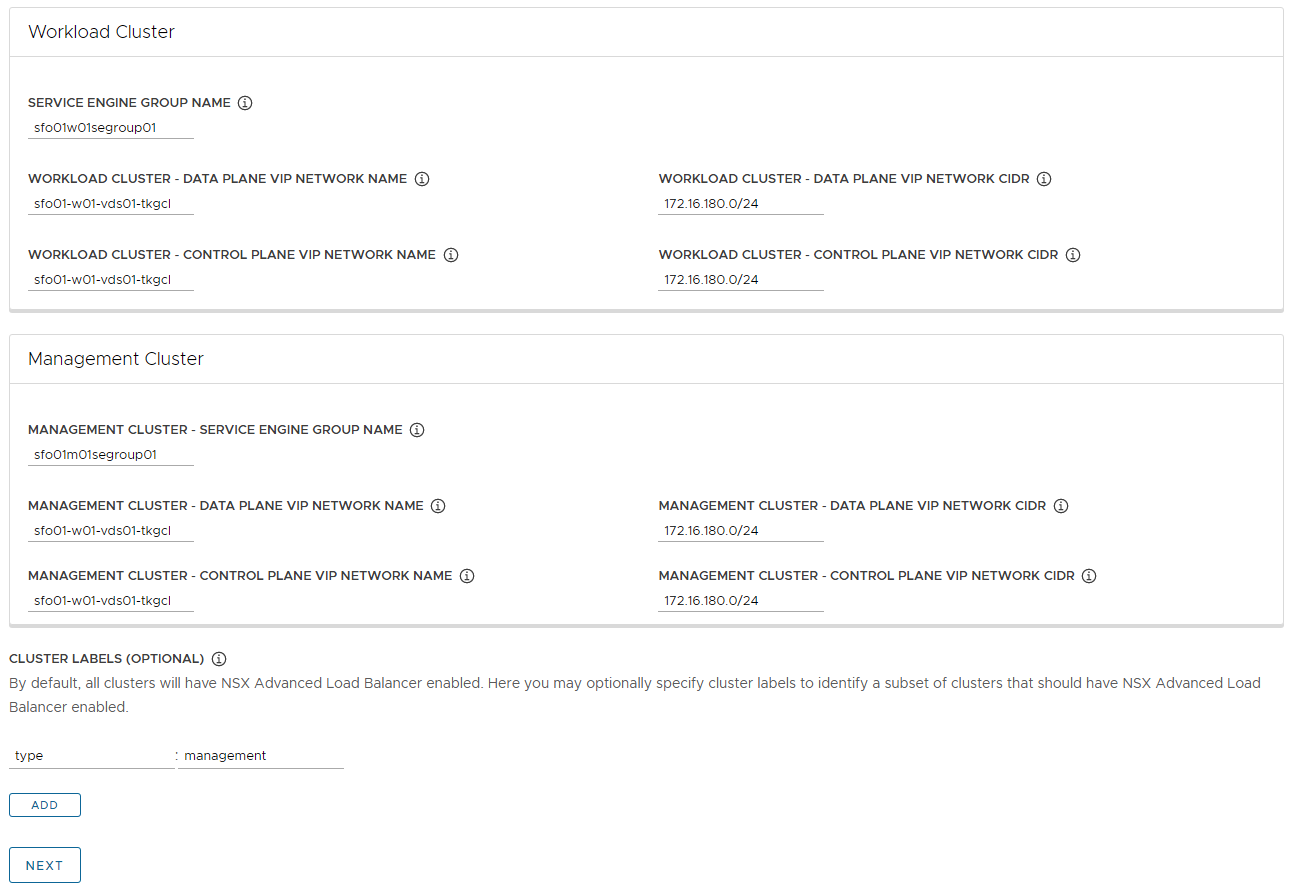 Workload Cluster
SERVICE ENGINE GROUP NAME
sfo01w01segroup01
WORKLOAD CLUSTER - DATA PLANE VIP NETWORK NAME
WORKLOAD CLUSTER - DATA PLANE VIP NETWORK CIDR
sfo01-w01-vds01-tkgcl
172.16.180.0/24
WORKLOAD CLUSTER - CONTROL PLANE VIP NETWORK NAME
WORKLOAD CLUSTER - CONTROL PLANE VIP NETWORK CIDR
sfo01-w01-vds01-tkgcl
172.16.180.0/24
Management Cluster
MANAGEMENT CLUSTER - SERVICE ENGINE GROUP NAME
sfo01m01segroup01
MANAGEMENT CLUSTER - DATA PLANE VIP NETWORK NAME
MANAGEMENT CLUSTER - DATA PLANE VIP NETWORK CIDR
sfo01-w01-vds01-tkgcl
172.16.180.0/24
MANAGEMENT CLUSTER - CONTROL PLANE VIP NETWORK NAME
MANAGEMENT CLUSTER - CONTROL PLANE VIP NETWORK CIDR
sfo01-w01-vds01-tkgcl
172.16.180.0/24
CLUSTER LABELS (OPTIONAL)
By default, all clusters will have NSX Advanced Load Balancer enabled. Here you may optionally specify cluster labels to identify a subset of clusters that should have NSX Advanced Load
Balancer enabled.
type : management
ADD
NEXT